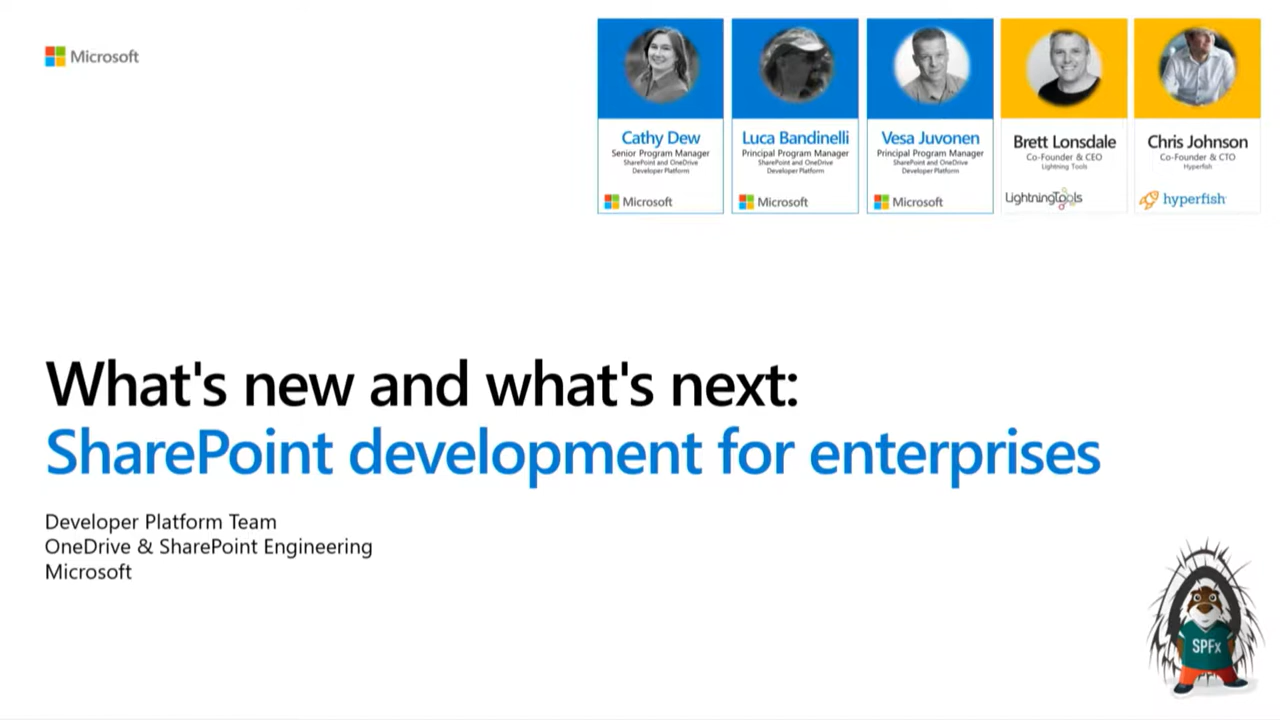 Microsoft
Cathy Dew
Senior Program Manager
SharePoint and OneDrive
Developer Platform
Microsoft
Luca Bandinelli
Principal Program Manager
SharePoint and OneDrive
Developer Platform
Microsoft
Vesa Juvonen
Principal Program Manager
SharePoint and OneDrive
Developer Platform
Microsoft
Brett Lonsdale
Co-Founder & CEO
Lightning Tools
LightningTools
Chris Johnson
Co-Founder & CTO
Hyperfish
hyperfish
What's new and what's next:
SharePoint development for enterprises
Developer Platform Team
OneDrive & SharePoint Engineering
Microsoft
SPFx